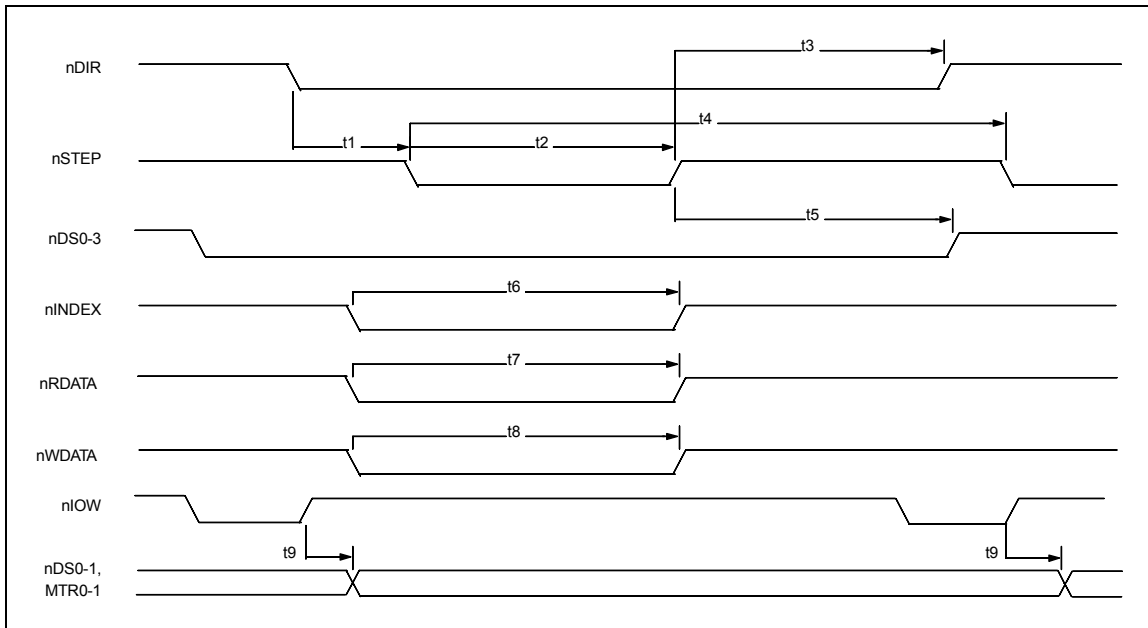 t3
nDIR
t4
t1
t2
nSTEP
t5
nDS0-3
t6
nINDEX
t7
nRDATA
t8
nWDATA
nIOW
t9
t9
nDS0-1,
MTR0-1